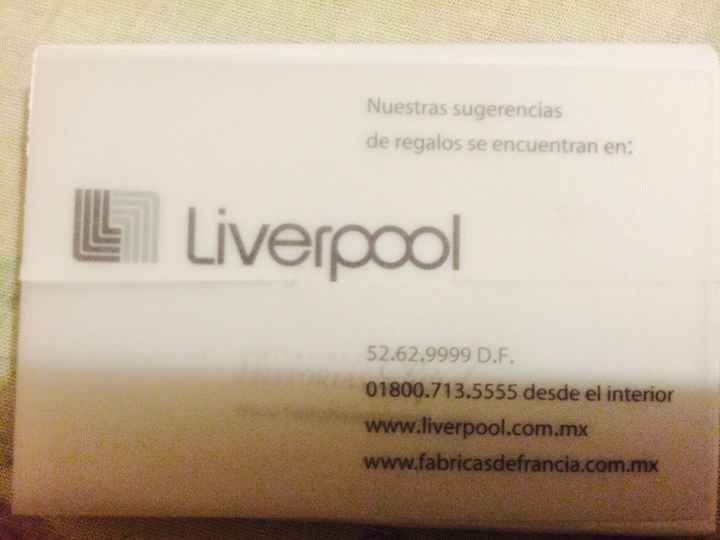 Nuestras sugerencias
de regalos se encuentran en:
Liverpool
52.62.9999 D.F.
01800.713.5555 desde el interior
www.liverpool.com.mx
www.fabricasdefrancia.com.mx